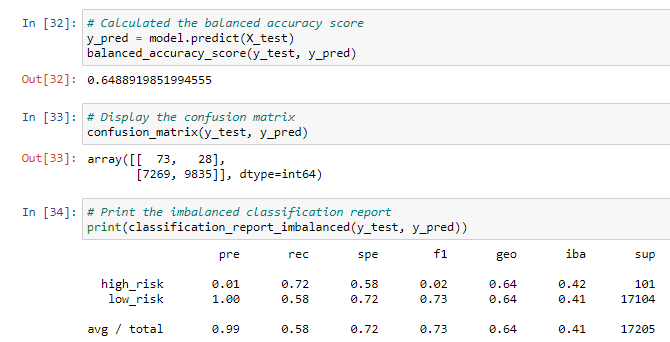 In [32]: # Calculated the balanced accuracy score
y_pred = model.predict(X_test)
balanced_accuracy_score(y_test, y_pred)
Out[32]: 0.6488919851994555
In [33]: # Display the confusion matrix
confusion_matrix(y_test, y_pred)
Out[33]: array([[  73,   28],
       [7269, 9835]], dtype=int64)
In [34]: # Print the imbalanced classification report
print(classification_report_imbalanced(y_test, y_pred))
pre rec spe f1 geo iba sup
high_risk 0.01 0.72 0.58 0.02 0.64 0.42 101
low_risk 1.00 0.58 0.72 0.73 0.64 0.41 17104
avg / total 0.99 0.58 0.72 0.73 0.64 0.41 17205